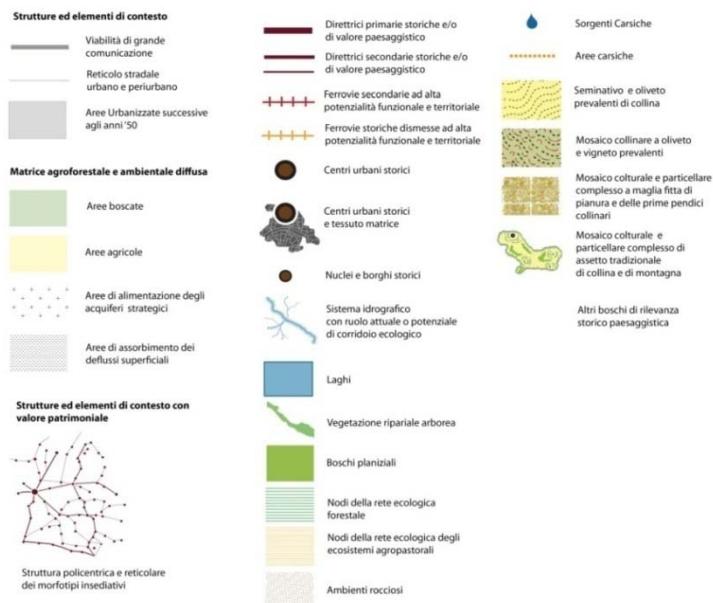 Strutture ed elementi di contesto
Viabilità di grande
comunicazione
Reticolo stradale
urbano e periurbano
Aree Urbanizzate successive
agli anni '50
Matrice agroforestale e ambientale diffusa
Aree boscate
Aree agricole
Aree di alimentazione degli
acquiferi strategici
Aree di assorbimento dei
deflussi superficiali
Strutture ed elementi di contesto con
valore patrimoniale
Struttura policentrica e reticolare
dei morfotipi insediativi
Direttrici primarie storiche e/o
di valore paesaggistico
Direttrici secondarie storiche e/o
di valore paesaggistico
Ferrovie secondarie ad alta
potenzialità funzionale e territoriale
Ferrovie storiche dismesse ad alta
potenzialità funzionale e territoriale
Centri urbani storici
Centri urbani storici
e tessuto matrice
Nuclei e borghi storici
Sistema idrografico
con ruolo attuale o potenziale
di corridoio ecologico
Laghi
Vegetazione ripariale arborea
Boschi planiziali
Nodi della rete ecologica
forestale
Nodi della rete ecologica degli
ecosistemi agropastorali
Ambienti rocciosi
Sorgenti Carsiche
Aree carsiche
Seminativo e oliveto
prevalenti di collina
Mosaico collinare a oliveto
e vigneto prevalenti
Mosaico colturale e particellare
complesso a maglia fitta di
pianura e delle prime pendici
collinari
Mosaico colturale e
particellare complesso di
assetto tradizionale
di collina e di montagna
Altri boschi di rilevanza
storico paesaggistica